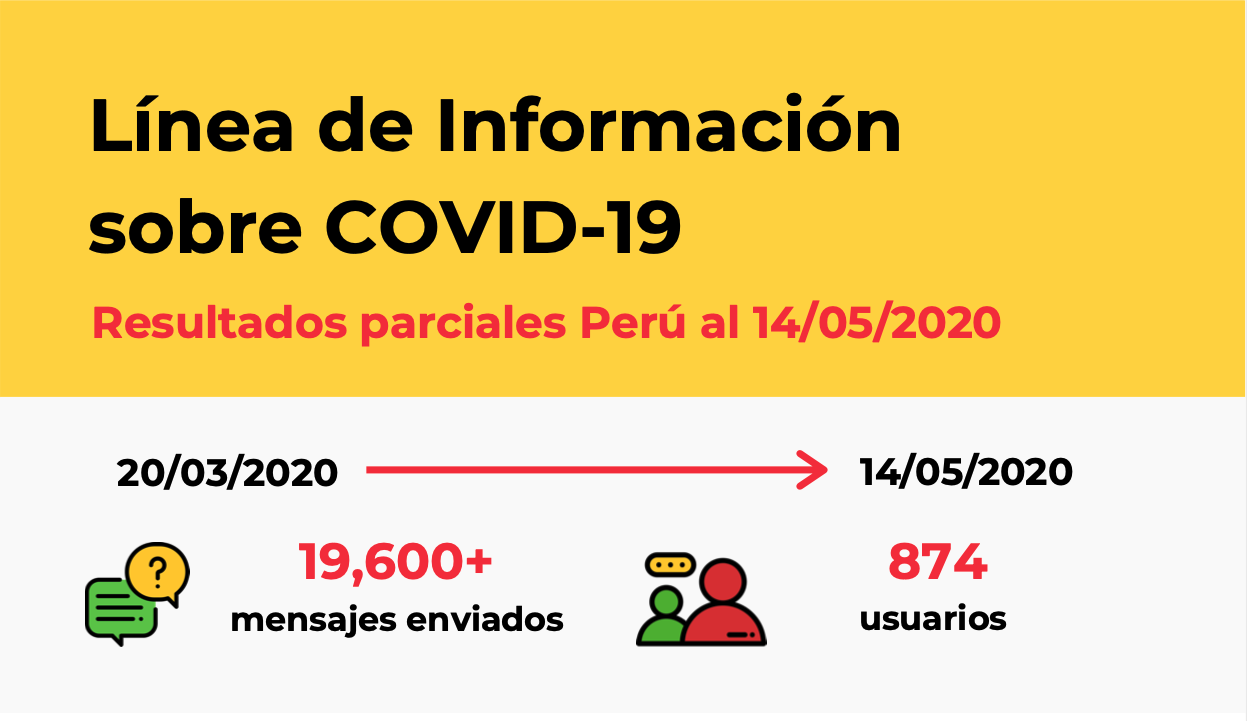 Línea de Información
sobre COVID-19
Resultados parciales Perú al 14/05/2020
20/03/2020
14/05/2020
19,600+
mensajes enviados
874
usuarios
?